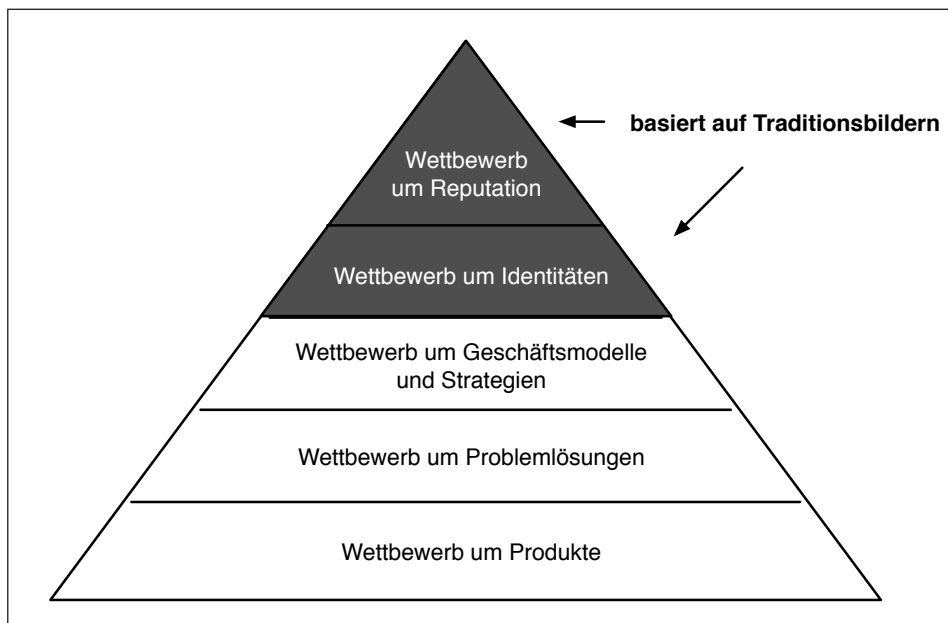 basiert auf Traditionsbildern
Wettbewerb
um Reputation
Wettbewerb um Identitäten
Wettbewerb um Geschäftsmodelle
und Strategien
Wettbewerb um Problemlösungen
Wettbewerb um Produkte